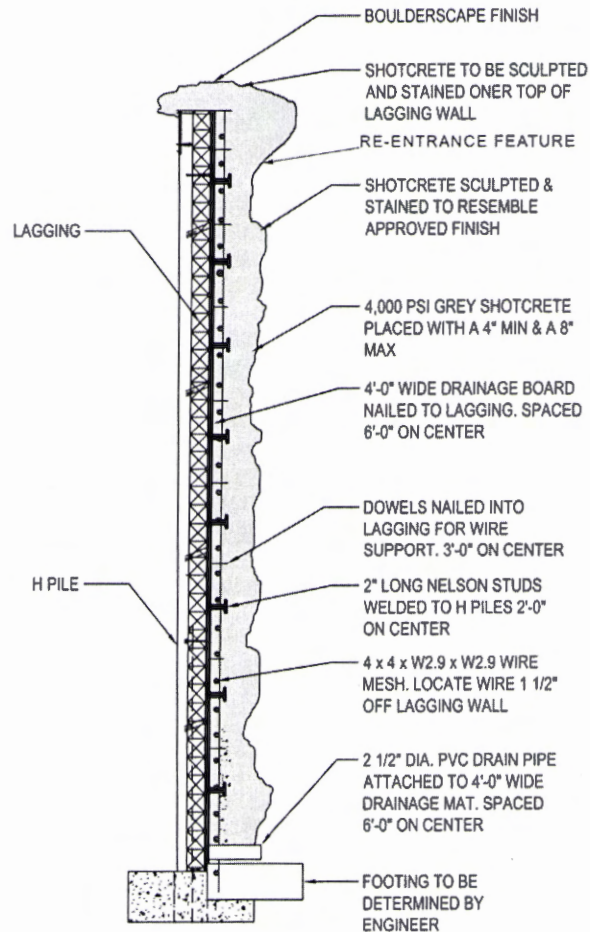 BOULDERSCAPE FINISH
SHOTCRETE TO BE SCULPTED
AND STAINED ONER TOP OF
LAGGING WALL
RE-ENTRANCE FEATURE
SHOTCRETE SCULPTED &
STAINED TO RESEMBLE
APPROVED FINISH
LAGGING
4,000 PSI GREY SHOTCRETE
PLACED WITH A 4" MIN & A 8"
MAX
4'-0" WIDE DRAINAGE BOARD
NAILED TO LAGGING. SPACED
6'-0" ON CENTER
DOWELS NAILED INTO
LAGGING FOR WIRE
SUPPORT. 3'-0" ON CENTER
H PILE
2" LONG NELSON STUDS
WELDED TO H PILES 2'-0"
ON CENTER
4 x 4 x W2.9 x W2.9 WIRE
MESH. LOCATE WIRE 1 1/2"
OFF LAGGING WALL
2 1/2" DIA. PVC DRAIN PIPE
ATTACHED TO 4'-0" WIDE
DRAINAGE MAT. SPACED
6'-0" ON CENTER
FOOTING TO BE
DETERMINED BY
ENGINEER